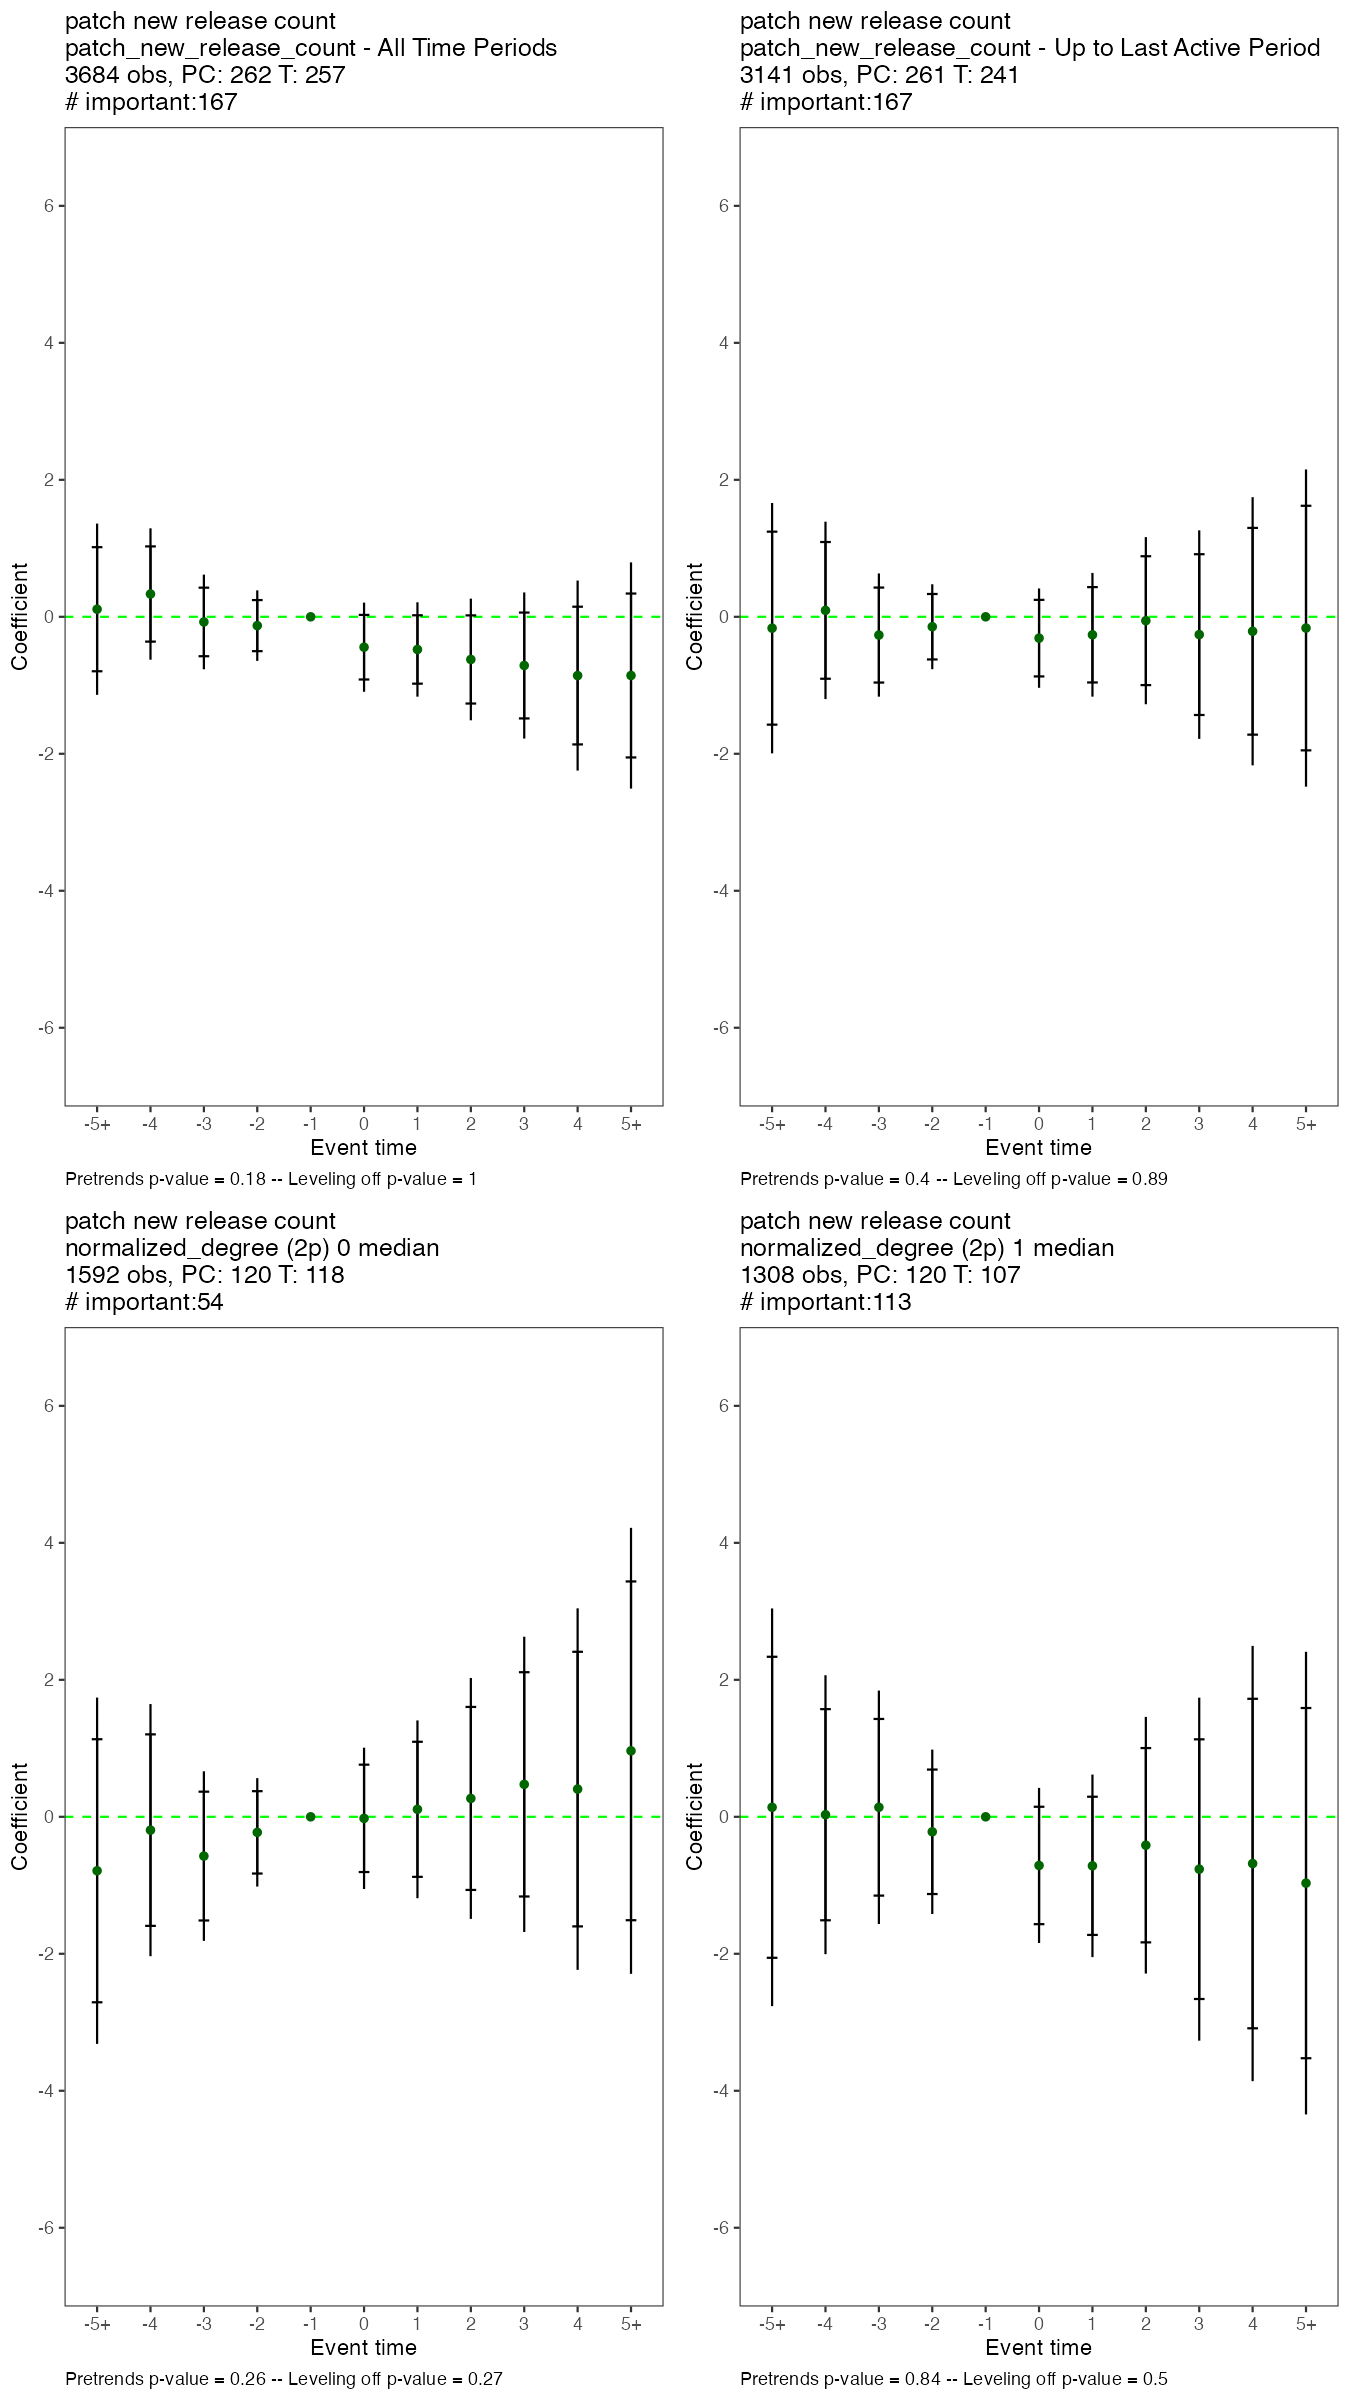 patch new release count
patch_new_release_count - All Time Periods
3684 obs, PC: 262 T: 257
# important:167
6
4
2
0
-2
-4
-6
Coefficient
-5+ -4 -3 -2 -1 0 1 2 3 4 5+
Event time
Pretrends p-value = 0.18 -- Leveling off p-value = 1
patch new release count
patch_new_release_count - Up to Last Active Period
3141 obs, PC: 261 T: 241
# important:167
6
4
2
0
-2
-4
-6
Coefficient
-5+ -4 -3 -2 -1 0 1 2 3 4 5+
Event time
Pretrends p-value = 0.4 -- Leveling off p-value = 0.89
patch new release count
normalized_degree (2p) 0 median
1592 obs, PC: 120 T: 118
# important:54
6
4
2
0
-2
-4
-6
Coefficient
-5+ -4 -3 -2 -1 0 1 2 3 4 5+
Event time
Pretrends p-value = 0.26 -- Leveling off p-value = 0.27
patch new release count
normalized_degree (2p) 1 median
1308 obs, PC: 120 T: 107
# important:113
6
4
2
0
-2
-4
-6
Coefficient
-5+ -4 -3 -2 -1 0 1 2 3 4 5+
Event time
Pretrends p-value = 0.84 -- Leveling off p-value = 0.5